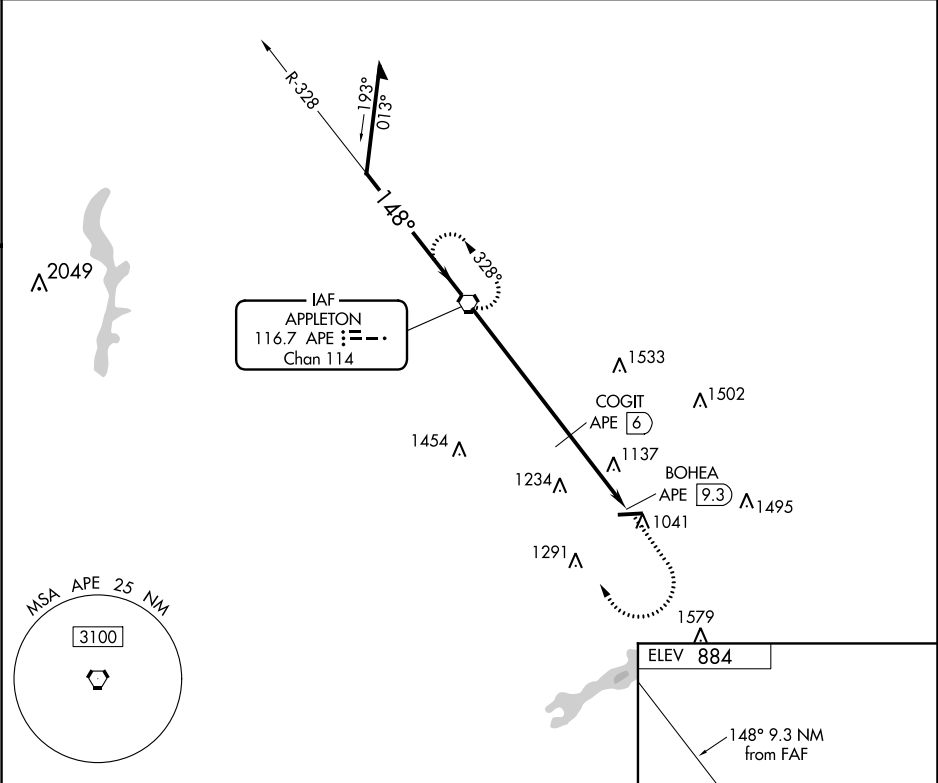 R-328
193°
013°
148°
328°
2049
IAF
APPLETON
116.7 APE
Chan 114
1533
1502
COGIT
APE 6
1454
1137
BOHEA
APE 9.3
1234
1495
1041
1291
MSA APE 25 NM
3100
1579
ELEV 884
148° 9.3 NM
from FAF